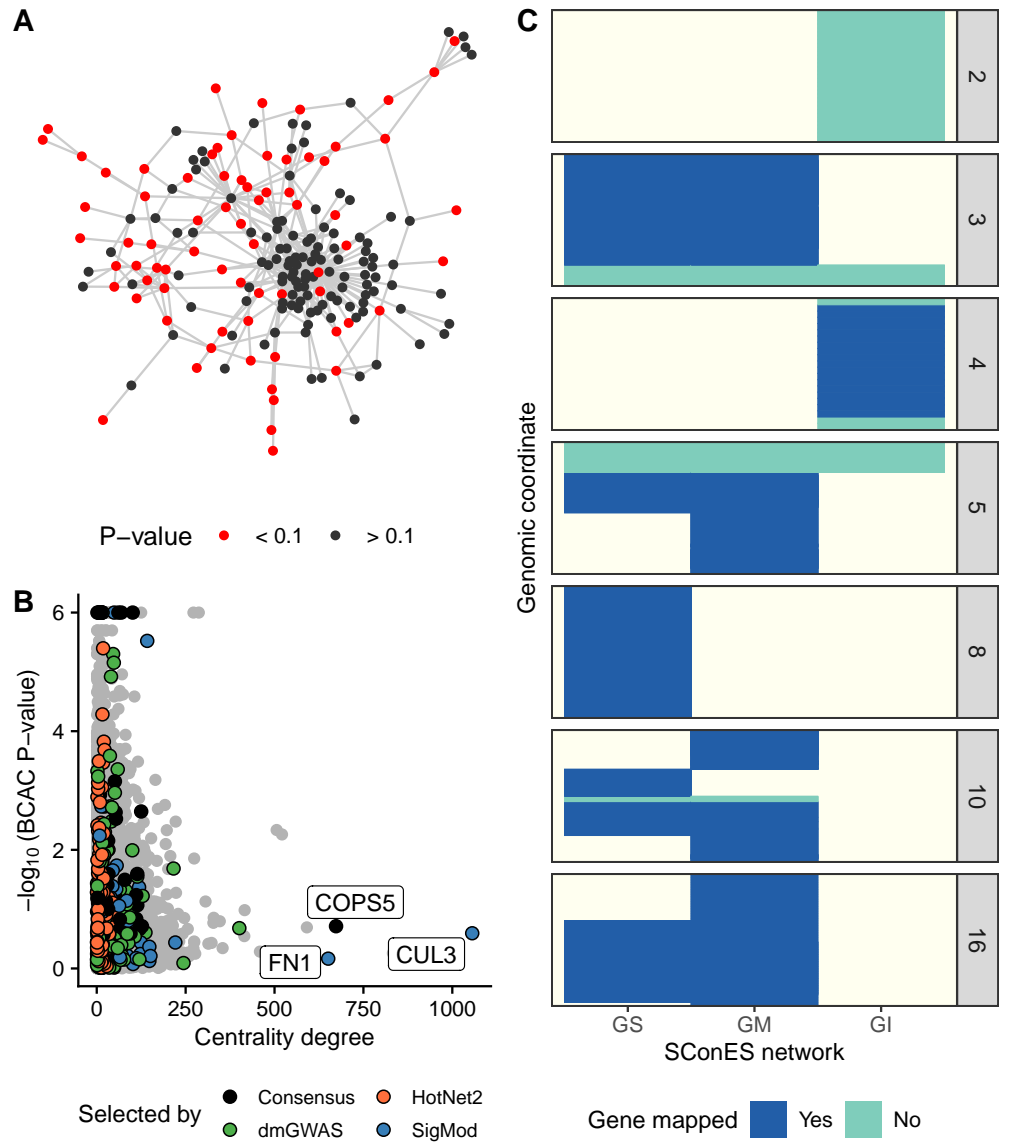 A
P−value < 0.1 > 0.1
B
−log10 (BCAC P−value)
6
4
2
0
COPS5
FN1
CUL3
0 250 500 750 1000
Centrality degree
Selected by
Consensus
HotNet2
dmGWAS
SigMod
C
Genomic coordinate
2
3
4
5
8
10
16
GS GM GI
SConES network
Gene mapped Yes No